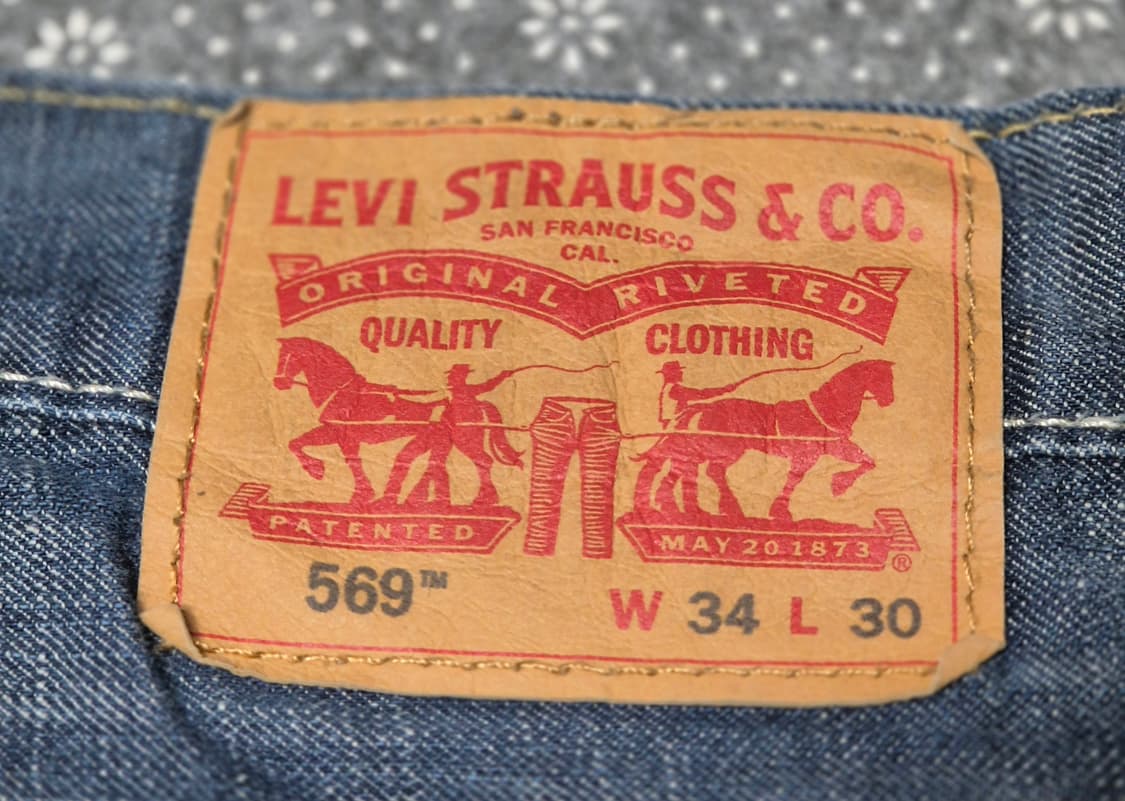 LEVI STRAUSS & CO.
SAN FRANCISCO
CAL.
ORIGINAL RIVETED
QUALITY CLOTHING
PATENTED MAY 20 1873 ®
569™ W 34 L 30